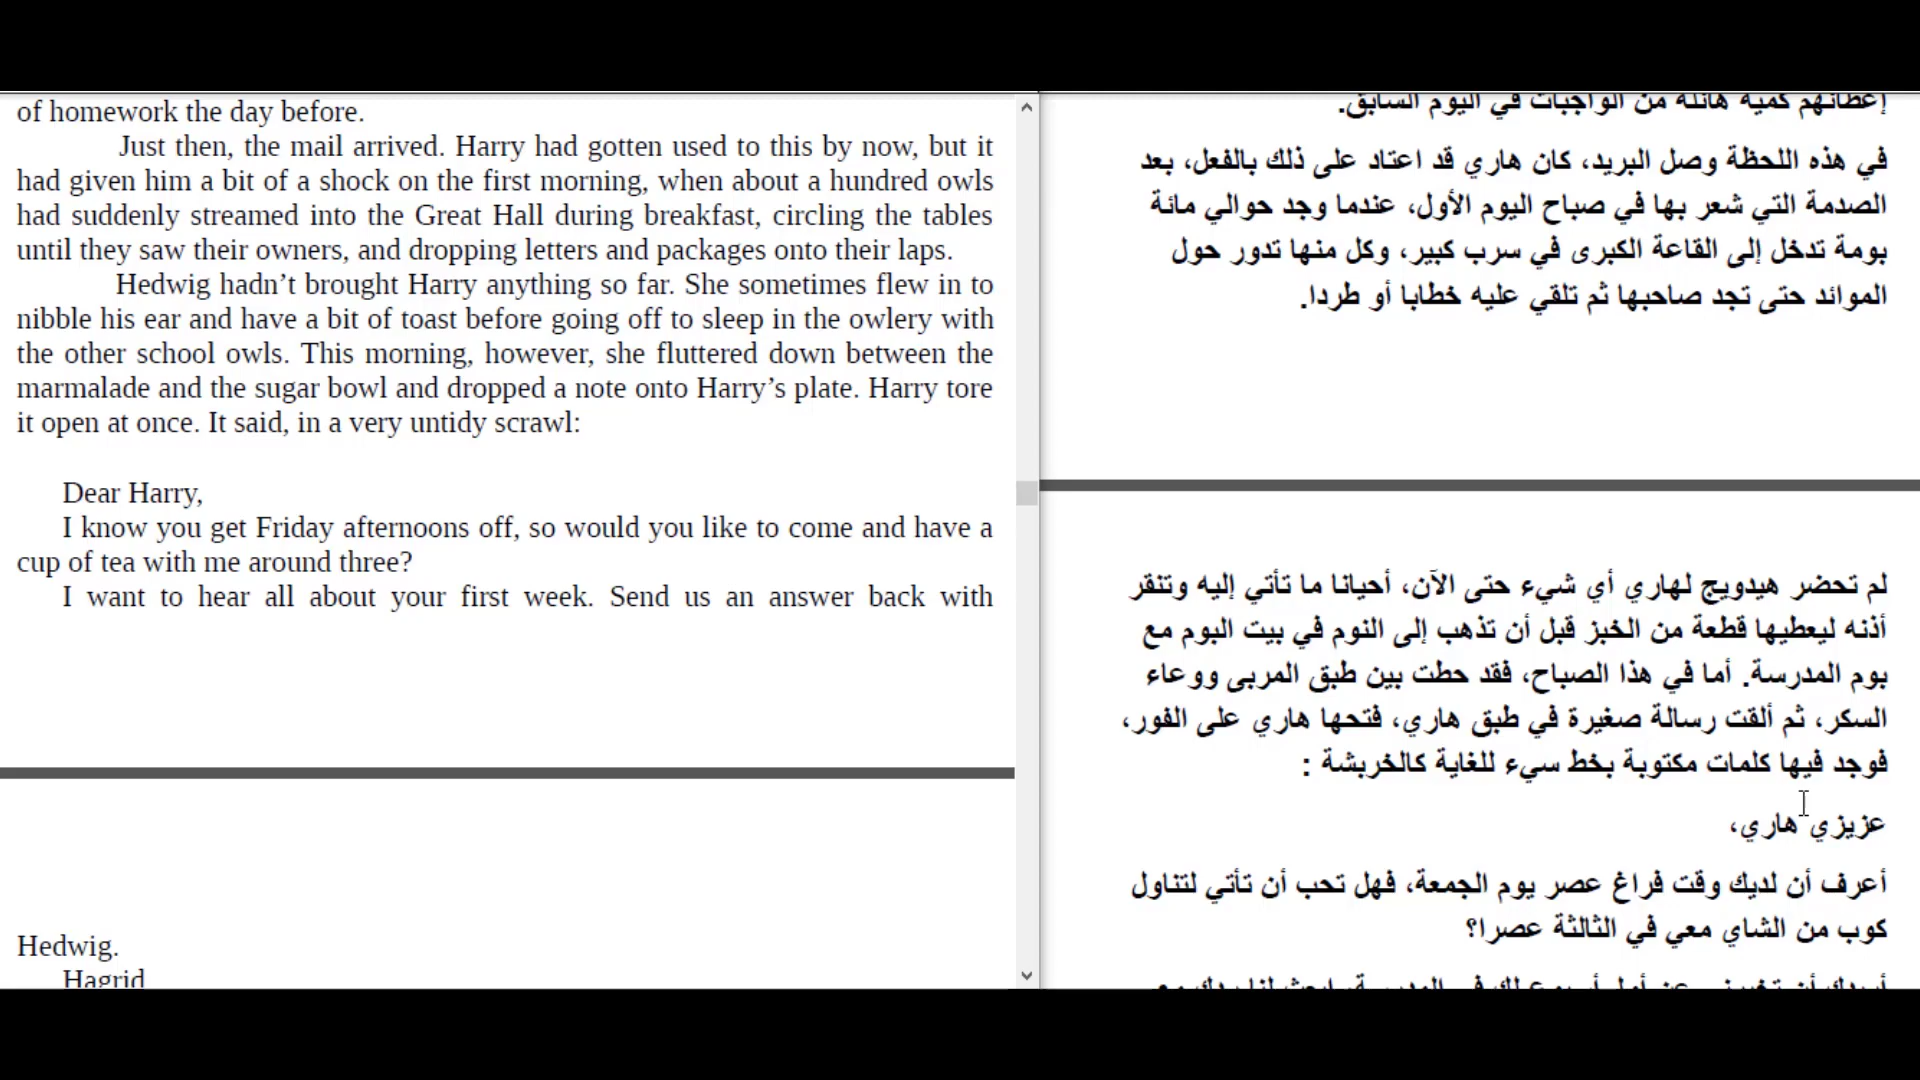 of homework the day before.
Just then, the mail arrived. Harry had gotten used to this by now, but it
had given him a bit of a shock on the first morning, when about a hundred owls
had suddenly streamed into the Great Hall during breakfast, circling the tables
until they saw their owners, and dropping letters and packages onto their laps.
Hedwig hadn’t brought Harry anything so far. She sometimes flew in to
nibble his ear and have a bit of toast before going off to sleep in the owlery with
the other school owls. This morning, however, she fluttered down between the
marmalade and the sugar bowl and dropped a note onto Harry’s plate. Harry tore
it open at once. It said, in a very untidy scrawl:
Dear Harry,
I know you get Friday afternoons off, so would you like to come and have a
cup of tea with me around three?
I want to hear all about your first week. Send us an answer back with
Hedwig.
Hagrid
إعطائهم كمية هائلة من الواجبات في اليوم السابق.
في هذه اللحظة وصل البريد، كان هاري قد اعتاد على ذلك بالفعل، بعد
الصدمة التي شعر بها في صباح اليوم الأول، عندما وجد حوالي مائة
بومة تدخل إلى القاعة الكبرى في سرب كبير، وكل منها تدور حول
الموائد حتى تجد صاحبها ثم تلقي عليه خطابا أو طردا.
لم تحضر هيدويج لهاري أي شيء حتى الآن، أحيانا ما تأتي إليه وتنقر
أذنه ليعطيها قطعة من الخبز قبل أن تذهب إلى النوم في بيت البوم مع
بوم المدرسة. أما في هذا الصباح، فقد حطت بين طبق المربى ووعاء
السكر، ثم ألقت رسالة صغيرة في طبق هاري، فتحها هاري على الفور،
فوجد فيها كلمات مكتوبة بخط سيء للغاية كالخربشة :
عزيزي هاري،
أعرف أن لديك وقت فراغ عصر يوم الجمعة، فهل تحب أن تأتي لتناول
كوب من الشاي معي في الثالثة عصرا؟